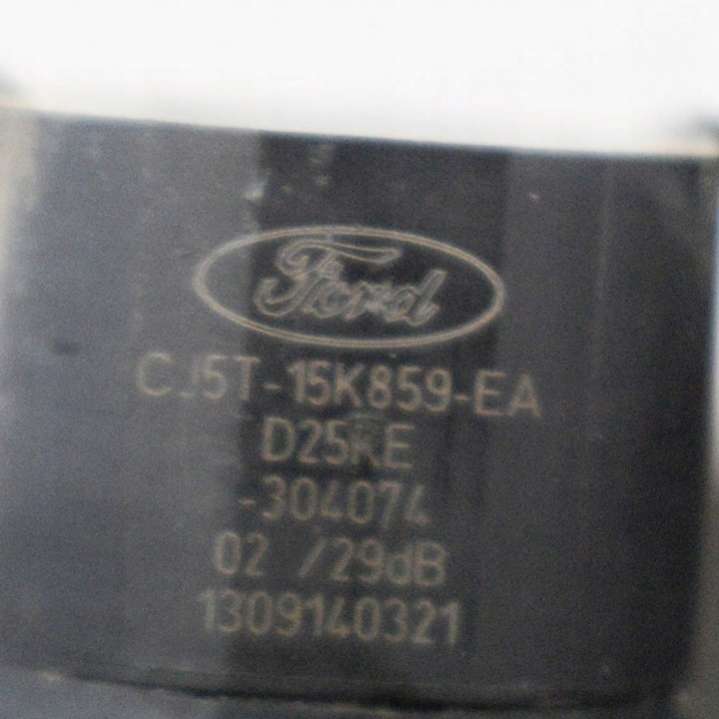 Ford
CJ5T-15K859-EA
D25KE
-304074
02 /29dB
1309140321